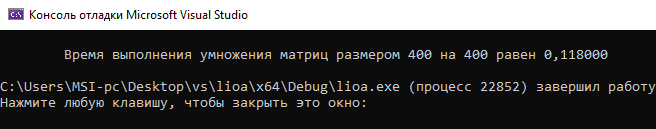 Консоль отладки Microsoft Visual Studio
Время выполнения умножения матриц размером 400 на 400 равен 0,118000
C:\Users\MSI-pc\Desktop\vs\lioa\x64\Debug\lioa.exe (процесс 22852) завершил работу
Нажмите любую клавишу, чтобы закрыть это окно: